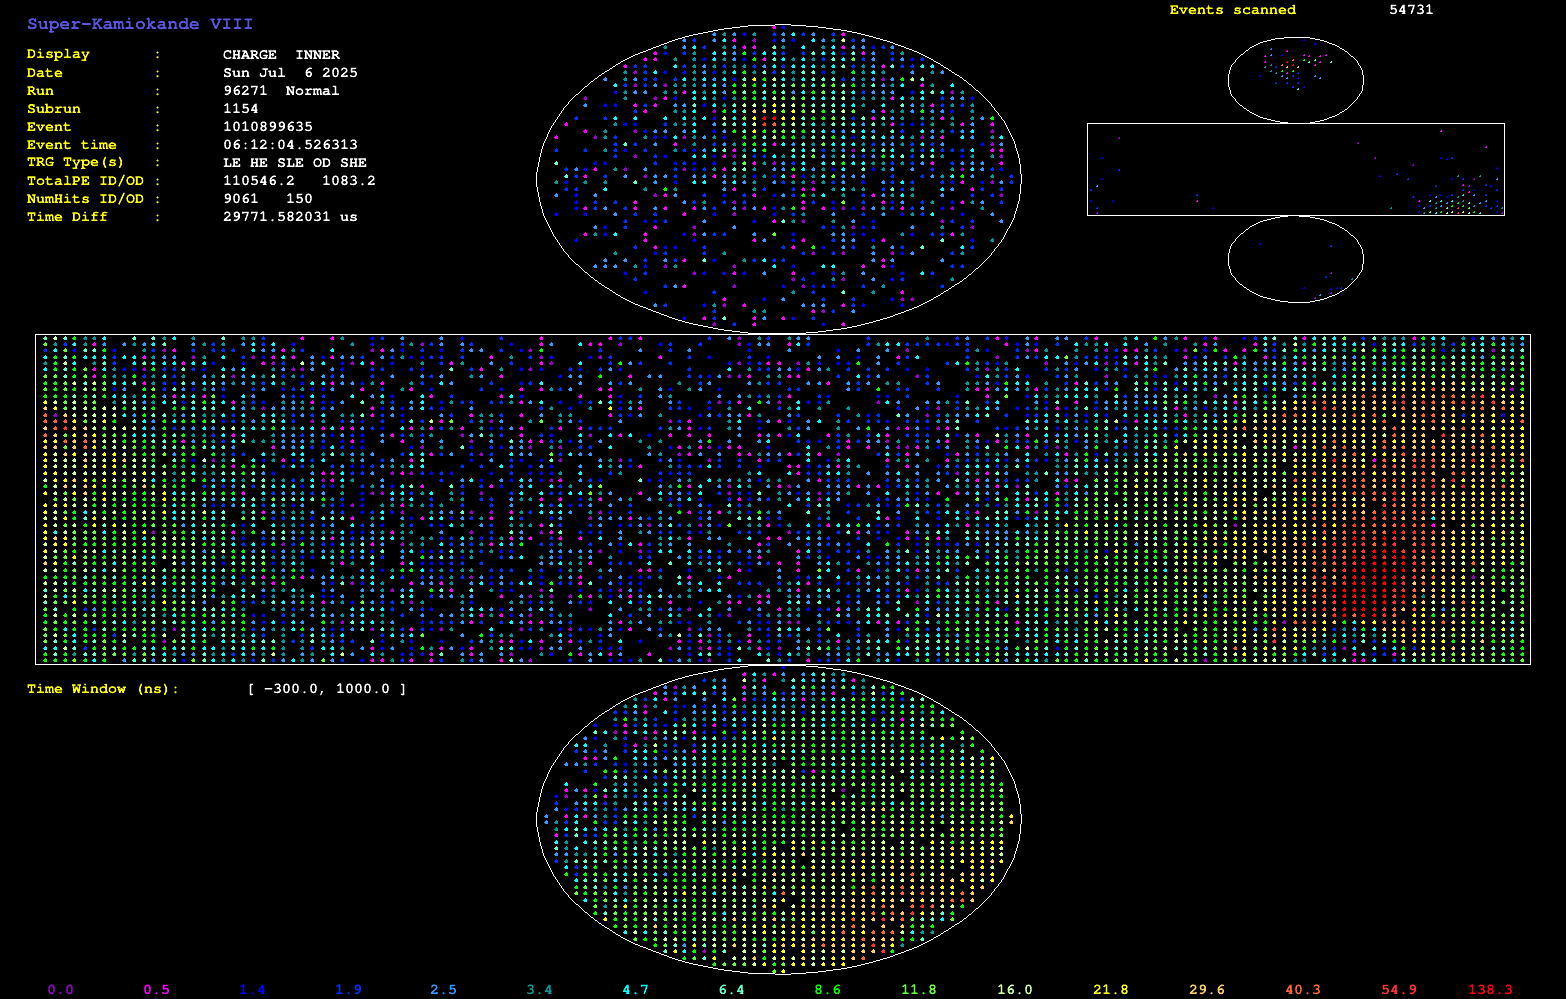 Super-Kamiokande VIII
Events scanned 54731
Display : CHARGE INNER
Date : Sun Jul 6 2025
Run : 96271 Normal
Subrun : 1154
Event : 1010899635
Event time : 06:12:04.526313
TRG Type(s) : LE HE SLE OD SHE
TotalPE ID/OD : 110546.2 1083.2
NumHits ID/OD : 9061 150
Time Diff : 29771.582031 us
Time Window (ns): [ -300.0, 1000.0 ]
0.0 0.5 1.4 1.9 2.5 3.4 4.7 6.4 8.6 11.8 16.0 21.8 29.6 40.3 54.9 138.3